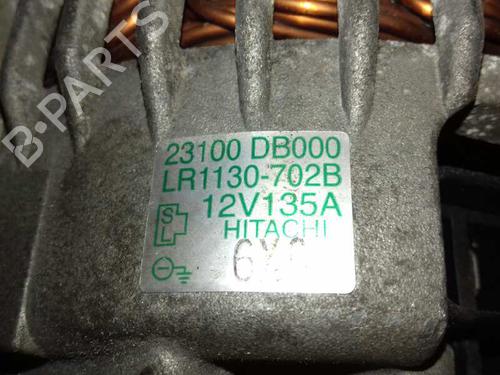 B-PARTS
23100 DB000
LR1130-702B
12V135A
S
L
HITACHI